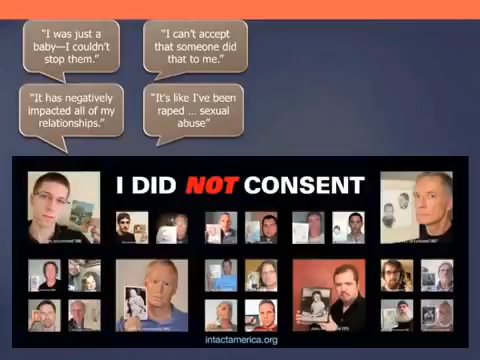 “I was just a
baby—I couldn’t
stop them.”
“I can’t accept
that someone did
that to me.”
“It has negatively
impacted all of my
relationships.”
“It's like I've been
raped ... sexual
abuse”
I DID NOT CONSENT
intactamerica.org